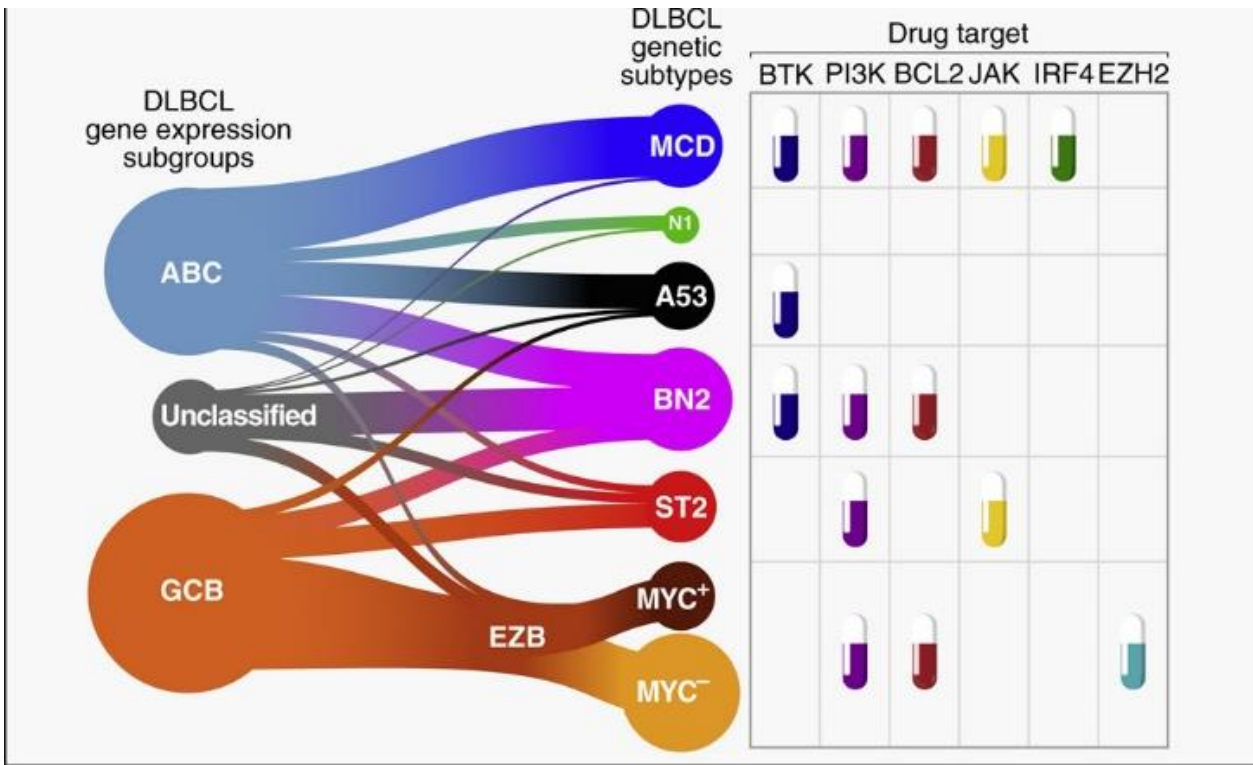 DLBCL
gene expression
subgroups
DLBCL
genetic
subtypes
Drug target
BTK PI3K BCL2 JAK IRF4 EZH2
ABC
Unclassified
GCB
EZB
MCD
N1
A53
BN2
ST2
MYC⁺
MYC⁻